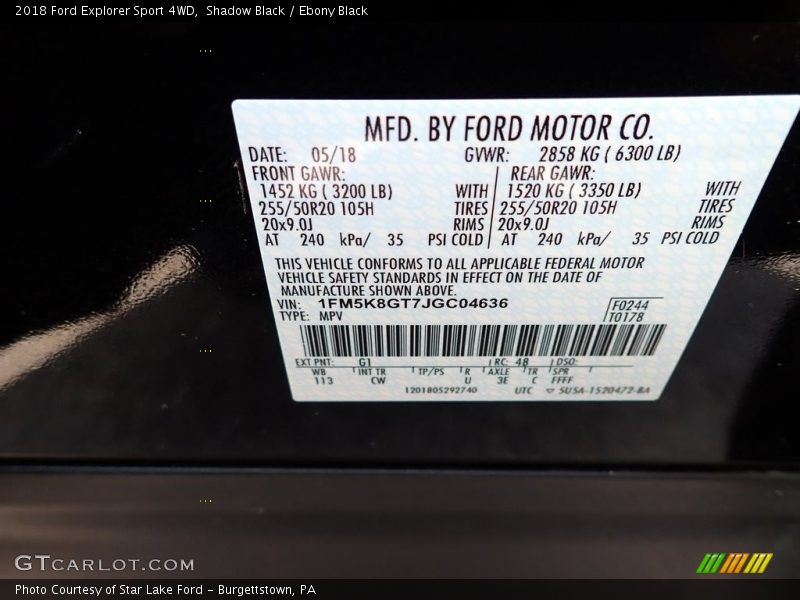 2018 Ford Explorer Sport 4WD, Shadow Black / Ebony Black
MFD. BY FORD MOTOR CO.
DATE: 05/18 GVWR: 2858 KG ( 6300 LB)
FRONT GAWR: REAR GAWR:
1452 KG ( 3200 LB) WITH 1520 KG ( 3350 LB) WITH
255/50R20 105H TIRES 255/50R20 105H TIRES
20x9.0J RIMS 20x9.0J RIMS
AT 240 kPa/ 35 PSI COLD AT 240 kPa/ 35 PSI COLD
THIS VEHICLE CONFORMS TO ALL APPLICABLE FEDERAL MOTOR
VEHICLE SAFETY STANDARDS IN EFFECT ON THE DATE OF
MANUFACTURE SHOWN ABOVE.
VIN: 1FM5K8GT7JGC04636 F0244
TYPE: MPV T0178
EXT PNT: G1 RC: 48 DSO:
WB INT TR TP/PS R AXLE TR SPR
113 CW U 3E C FFFF
1201805292740 UTC ▽ 5USA-1520472-BA
GTCARLOT.COM
Photo Courtesy of Star Lake Ford - Burgettstown, PA